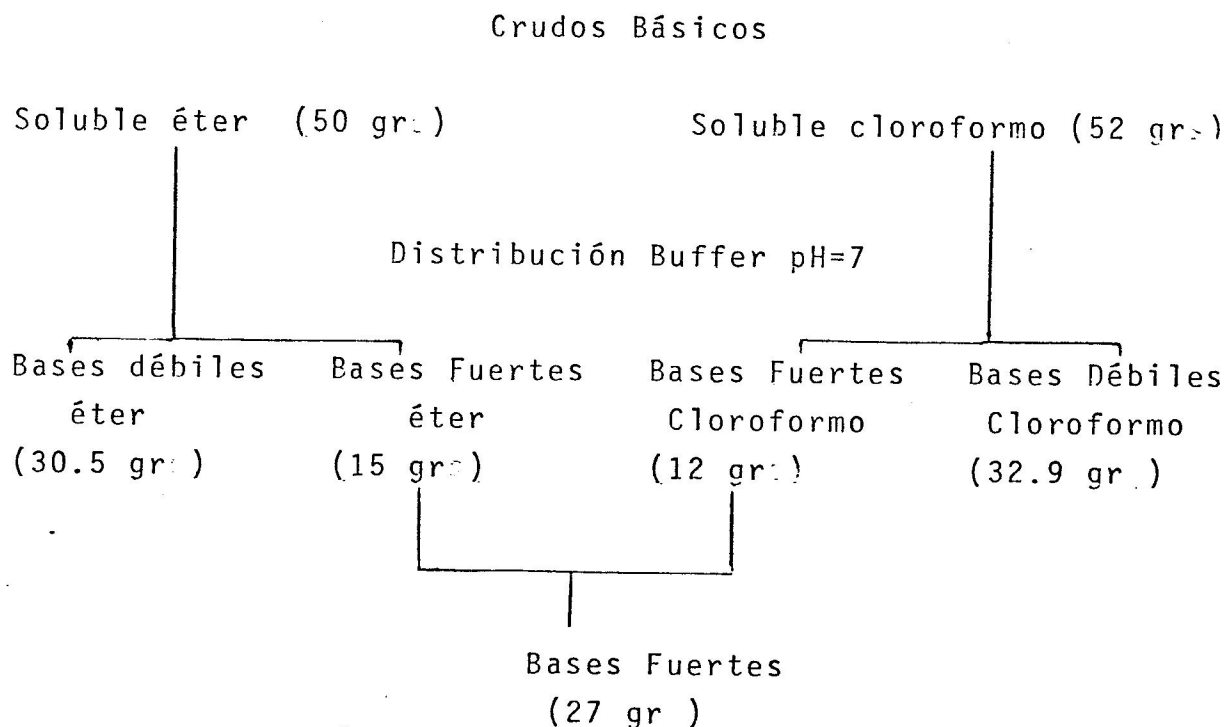 Crudos Básicos
Soluble éter (50 gr.) Soluble cloroformo (52 gr.)
Distribución Buffer pH=7
Bases débiles Bases Fuertes Bases Fuertes Bases Débiles
éter éter Cloroformo Cloroformo
(30.5 gr.) (15 gr.) (12 gr.) (32.9 gr.)
Bases Fuertes
(27 gr )